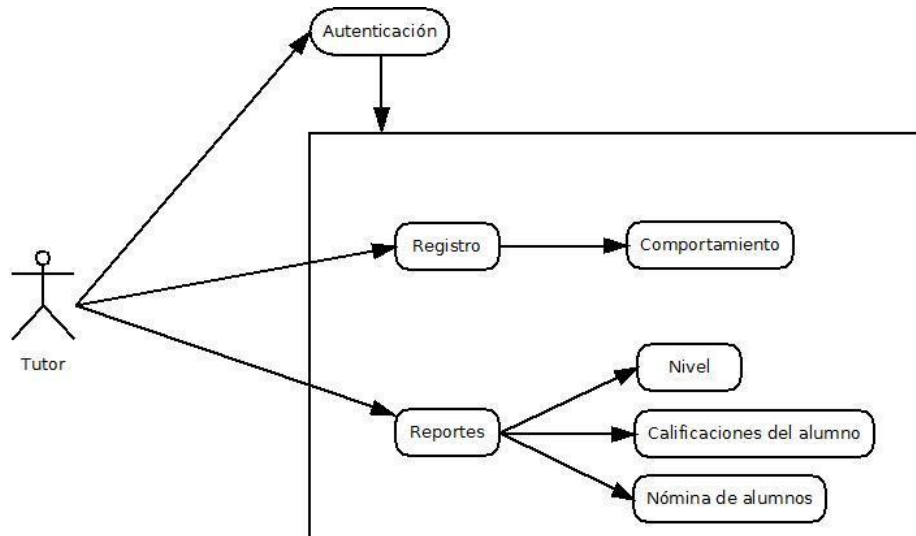 Autenticación
Registro
Comportamiento
Tutor
Nivel
Reportes
Calificaciones del alumno
Nómina de alumnos